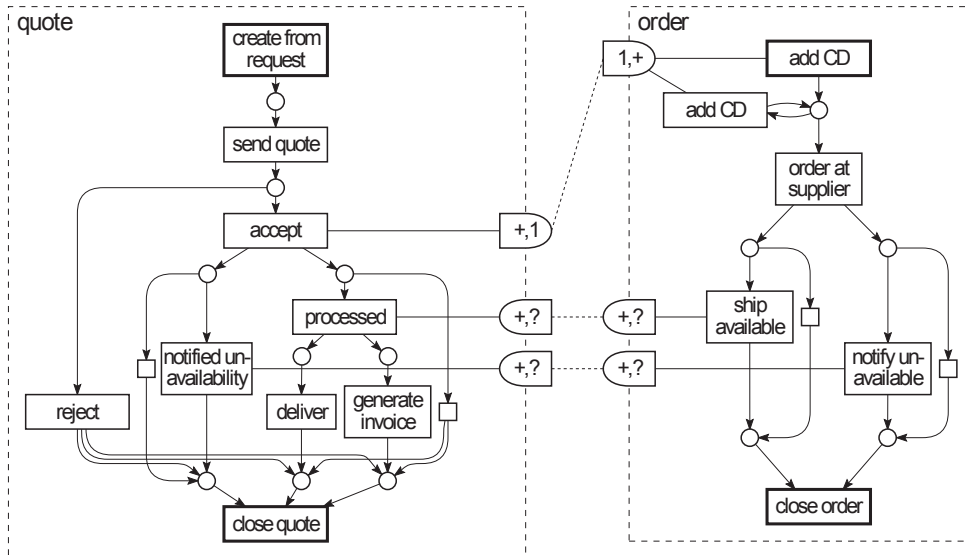 quote
order
create from
request
1,+
add CD
add CD
send quote
order at
supplier
accept
+,1
processed
+,?
+,?
ship
available
notified un-
availability
+,?
+,?
notify un-
available
reject
deliver
generate
invoice
close quote
close order